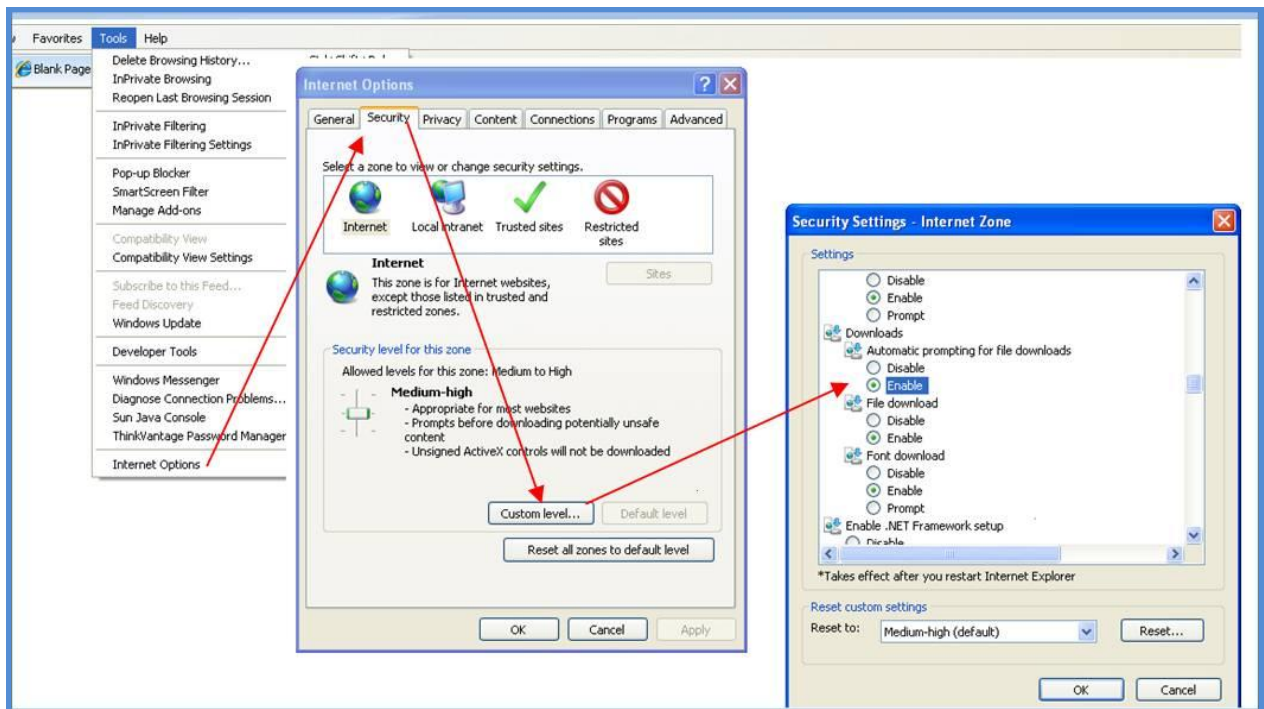 Favorites Tools Help
Blank Page
Delete Browsing History...
InPrivate Browsing
Reopen Last Browsing Session
InPrivate Filtering
InPrivate Filtering Settings
Pop-up Blocker
SmartScreen Filter
Manage Add-ons
Compatibility View
Compatibility View Settings
Subscribe to this Feed...
Feed Discovery
Windows Update
Developer Tools
Windows Messenger
Diagnose Connection Problems...
Sun Java Console
ThinkVantage Password Manager
Internet Options
Internet Options
General Security Privacy Content Connections Programs Advanced
Select a zone to view or change security settings.
Internet Local intranet Trusted sites Restricted
sites
Internet
Sites
This zone is for Internet websites,
except those listed in trusted and
restricted zones.
Security level for this zone
Allowed levels for this zone: Medium to High
Medium-high
- Appropriate for most websites
- Prompts before downloading potentially unsafe
content
- Unsigned ActiveX controls will not be downloaded
Custom level... Default level
Reset all zones to default level
OK Cancel Apply
Security Settings - Internet Zone
Settings
Disable
Enable
Prompt
Downloads
Automatic prompting for file downloads
Disable
Enable
File download
Disable
Enable
Font download
Disable
Enable
Prompt
Enable .NET Framework setup
Disable
*Takes effect after you restart Internet Explorer
Reset custom settings
Reset to: Medium-high (default) Reset...
OK Cancel